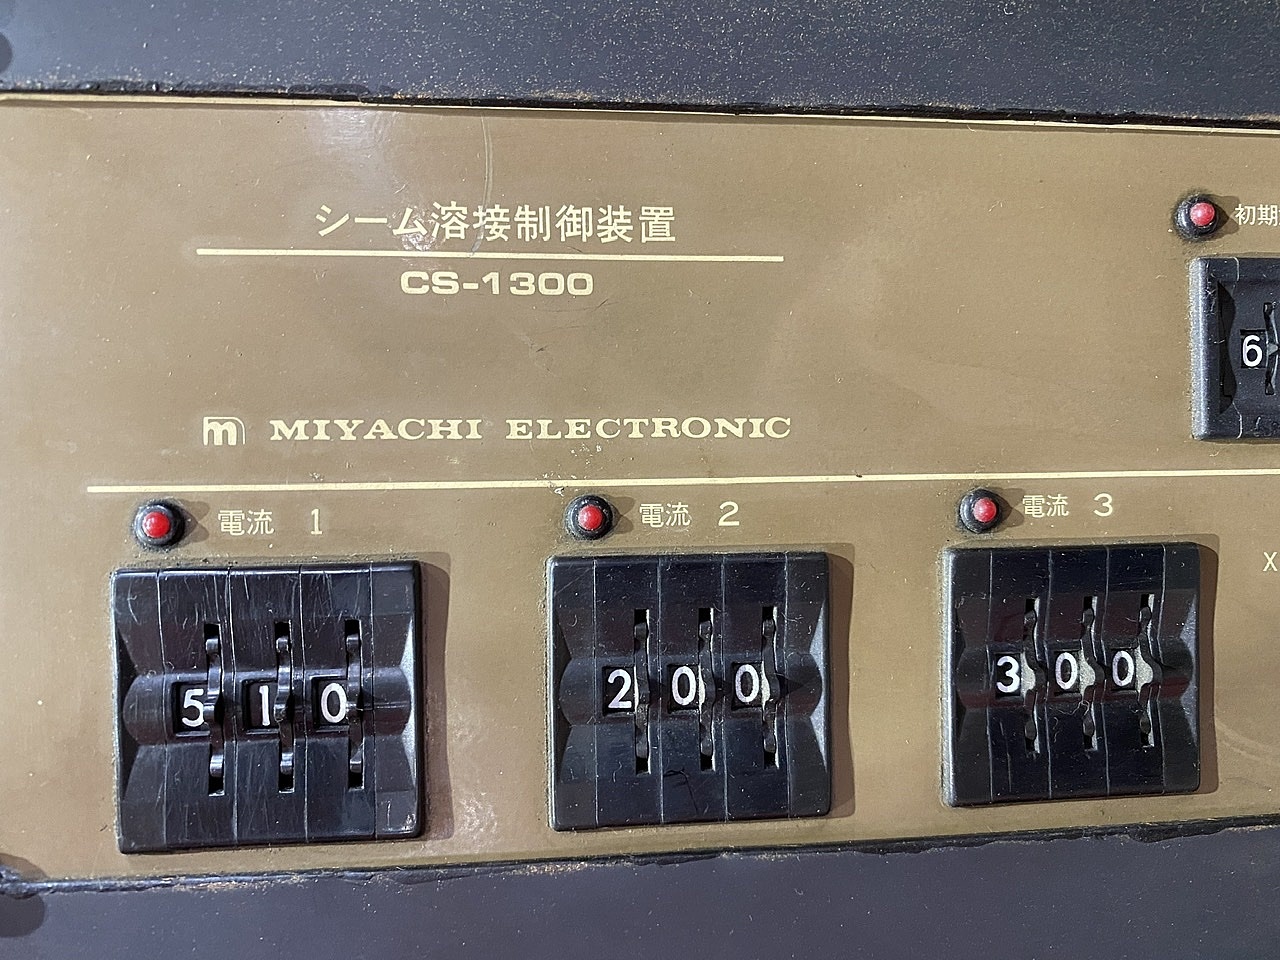 シーム溶接制御装置
CS-1300
初期
6
m MIYACHI ELECTRONIC
電流 1
電流 2
電流 3
X
510
200
300